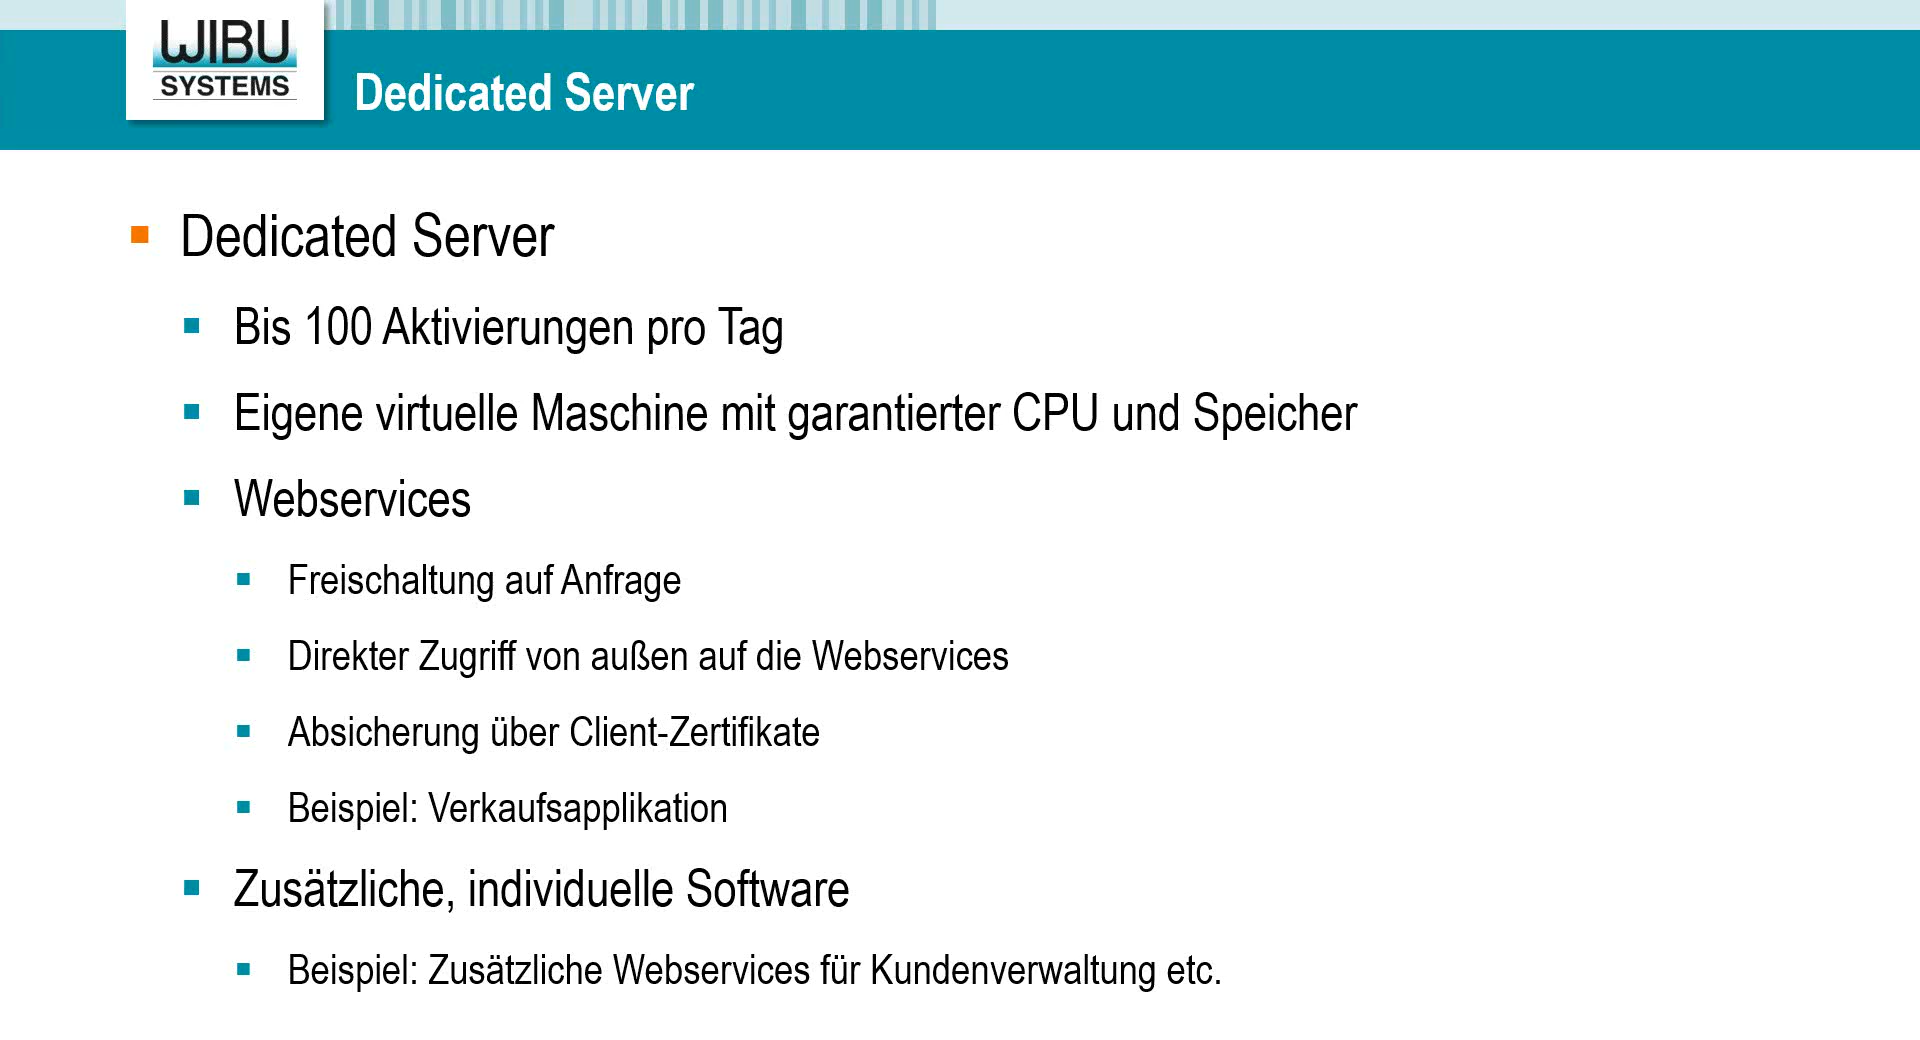 WIBU
SYSTEMS
Dedicated Server
Dedicated Server
Bis 100 Aktivierungen pro Tag
Eigene virtuelle Maschine mit garantierter CPU und Speicher
Webservices
Freischaltung auf Anfrage
Direkter Zugriff von außen auf die Webservices
Absicherung über Client-Zertifikate
Beispiel: Verkaufsapplikation
Zusätzliche, individuelle Software
Beispiel: Zusätzliche Webservices für Kundenverwaltung etc.